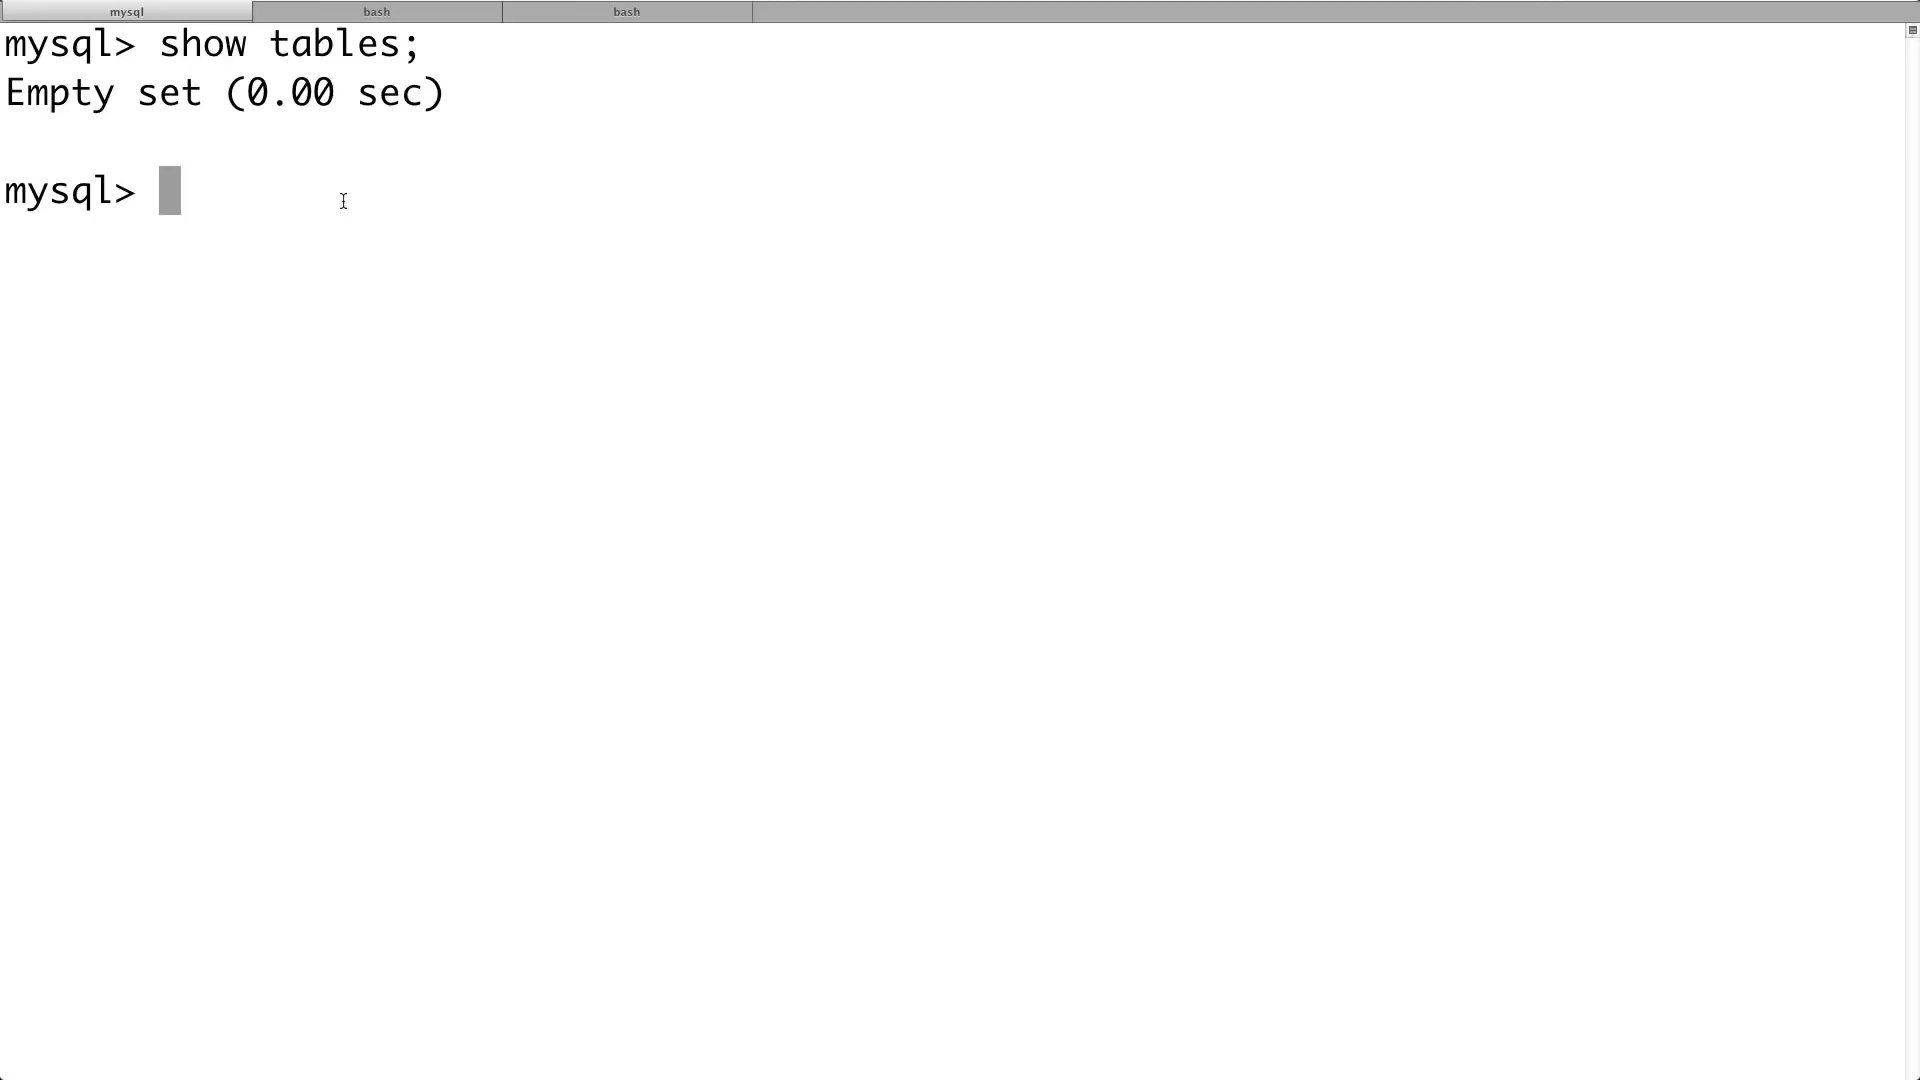 mysql bash bash
mysql> show tables;
Empty set (0.00 sec)
mysql>